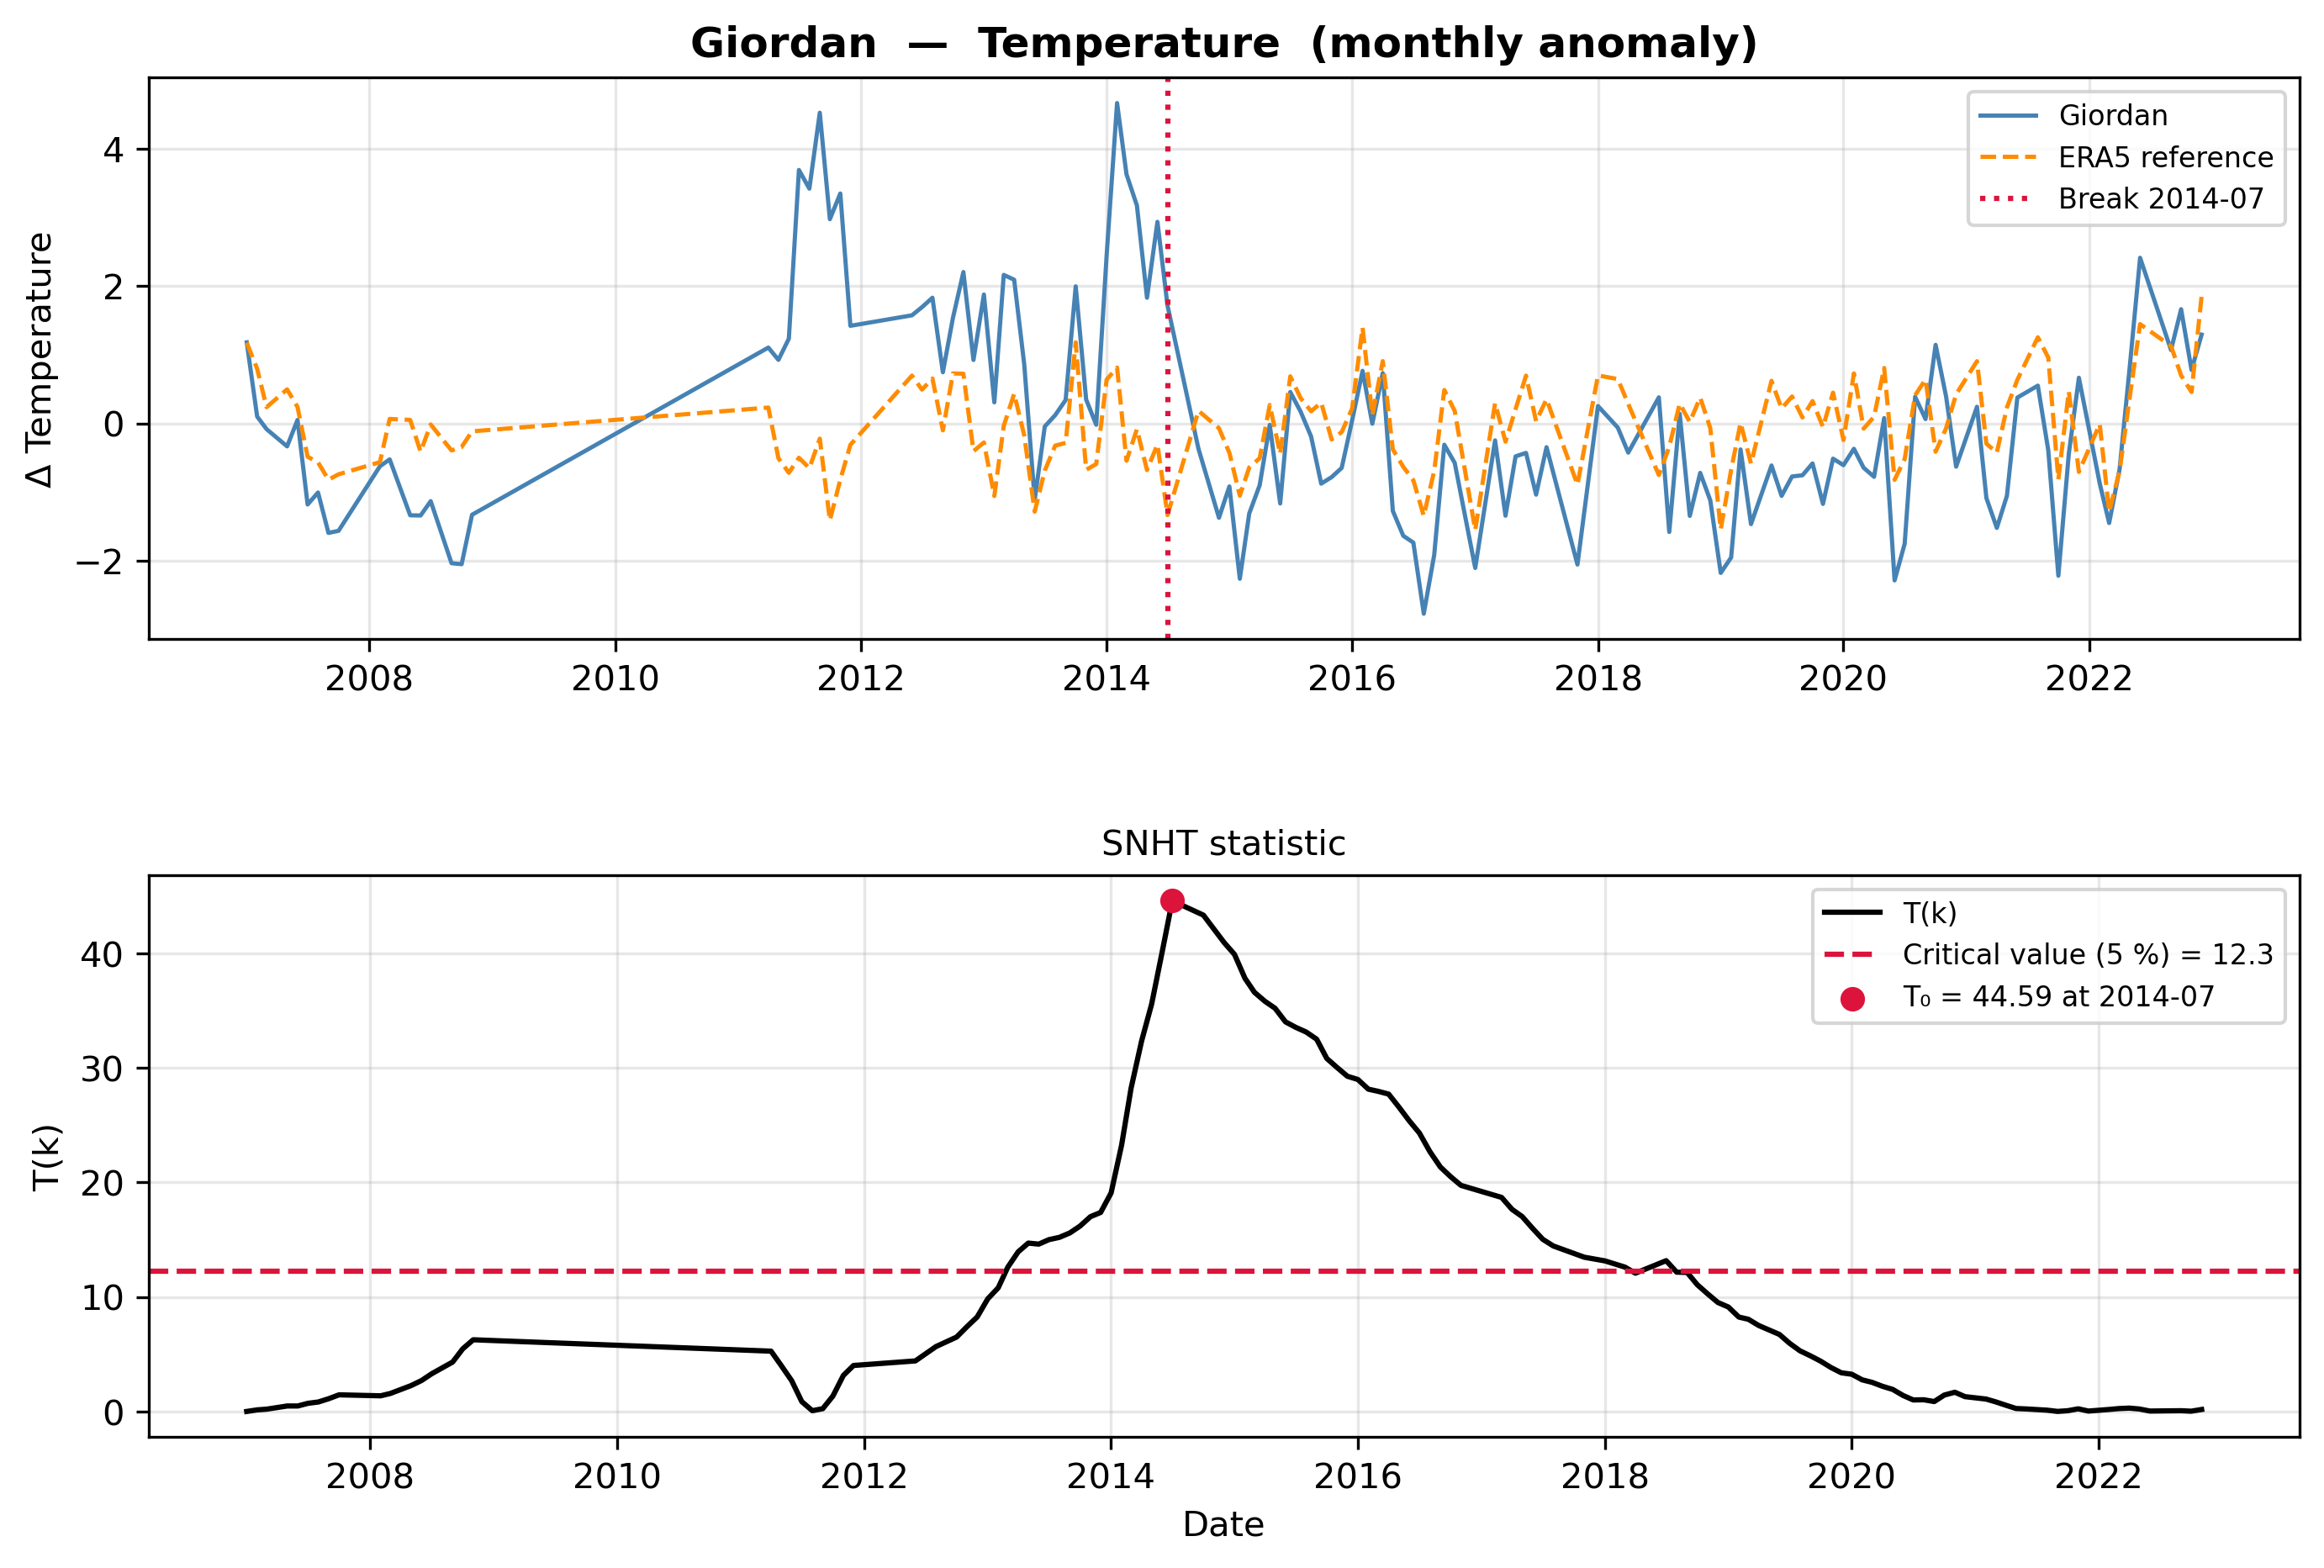 Giordan — Temperature (monthly anomaly)
Δ Temperature
4
2
0
−2
Giordan
ERA5 reference
Break 2014-07
2008 2010 2012 2014 2016 2018 2020 2022
SNHT statistic
T(k)
40
30
20
10
0
T(k)
Critical value (5 %) = 12.3
T₀ = 44.59 at 2014-07
2008 2010 2012 2014 2016 2018 2020 2022
Date